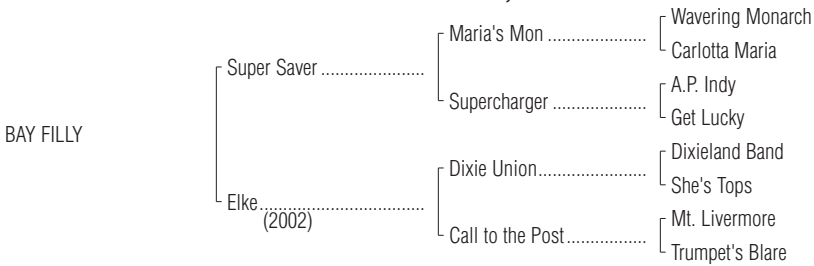 Wavering Monarch
Maria's Mon .....................
Carlotta Maria
Super Saver ......................
A.P. Indy
Supercharger ....................
Get Lucky
BAY FILLY
Dixieland Band
Dixie Union.......................
She's Tops
Elke...................................
(2002)
Mt. Livermore
Call to the Post.................
Trumpet's Blare